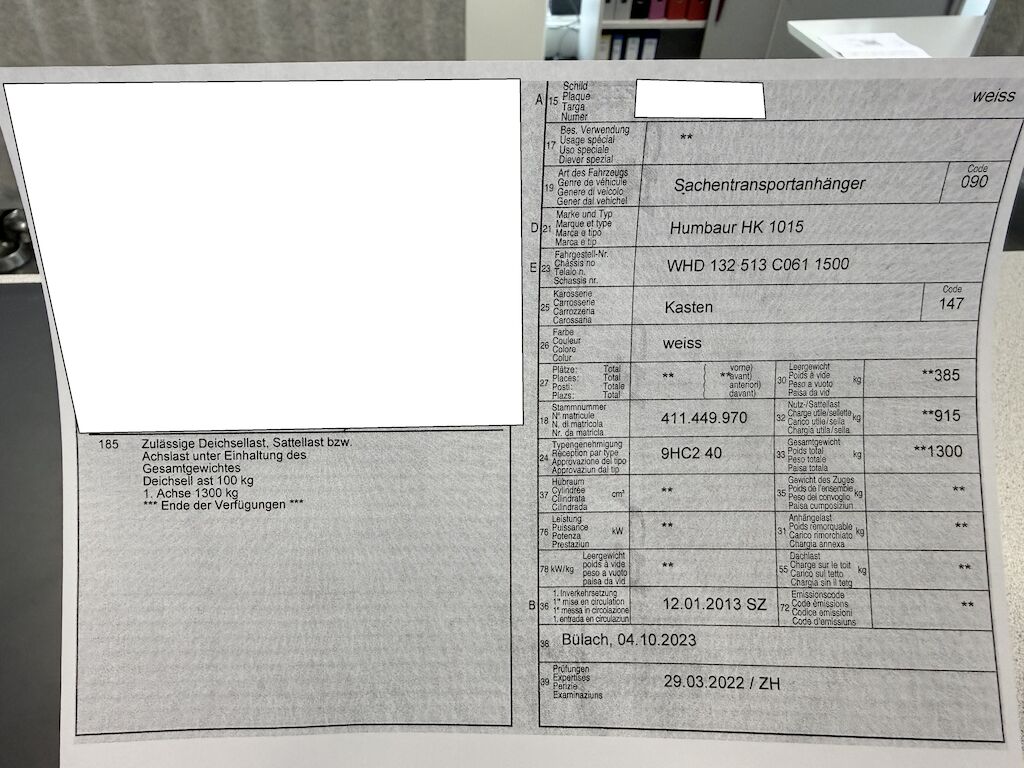 185 Zulässige Deichsellast, Sattellast bzw.
Achslast unter Einhaltung des
Gesamtgewichtes
Deichsell ast 100 kg
1. Achse 1300 kg
*** Ende der Verfügungen ***
A 15 Schild
Plaque
Targa
Numer
weiss
17 Bes. Verwendung
Usage spécial
Uso speciale
Diever spezial
**
19 Art des Fahrzeugs
Genre de véhicule
Genere di veicolo
Gener dal vehichel
Sachentransportanhänger
Code
090
D 21 Marke und Typ
Marque et type
Marca e tipo
Marca e tip
Humbaur HK 1015
E 23 Fahrgestell-Nr.
Châssis no
Telaio n.
Schassis nr.
WHD 132 513 C061 1500
25 Karosserie
Carrosserie
Carrozzeria
Carossaria
Kasten
Code
147
26 Farbe
Couleur
Colore
Colur
weiss
27 Plätze: Total
Places: Total
Posti: Totale
Plazs: Total
**
( vorne)
( **avant)
( anteriori)
( davant)
30 Leergewicht
Poids à vide
Peso a vuoto
Paisa da vid
kg
**385
18 Stammnummer
N° matricule
N. di matricola
Nr. da matricla
411.449.970
32 Nutz-/Sattellast
Charge utile/sellette
Carico utile/sella
Chargia utila/sella
kg
**915
24 Typengenehmigung
Réception par type
Approvazione del tipo
Approvaziun dal tip
9HC2 40
33 Gesamtgewicht
Poids total
Peso totale
Paisa totala
kg
**1300
37 Hubraum
Cylindrée
Cilindrata
Cilindrada
cm³
**
35 Gewicht des Zuges
Poids de l'ensemble
Peso del convoglio
Paisa cumposiziun
kg
**
76 Leistung
Puissance
Potenza
Prestaziun
kW
**
31 Anhängelast
Poids remorquable
Carico rimorchiato
Chargia annexa
kg
**
78 kW/kg Leergewicht
poids à vide
peso a vuoto
paisa da vid
**
55 Dachlast
Charge sur le toit
Carico sul tetto
Chargia sin il tetg
kg
**
B 36 1. Inverkehrsetzung
1re mise en circulation
1a messa in circolazione
1. entrada en circulaziun
12.01.2013 SZ
72 Emissionscode
Code émissions
Codice emissioni
Code d'emissiuns
**
38 Bülach, 04.10.2023
39 Prüfungen
Expertises
Perizie
Examinaziuns
29.03.2022 / ZH